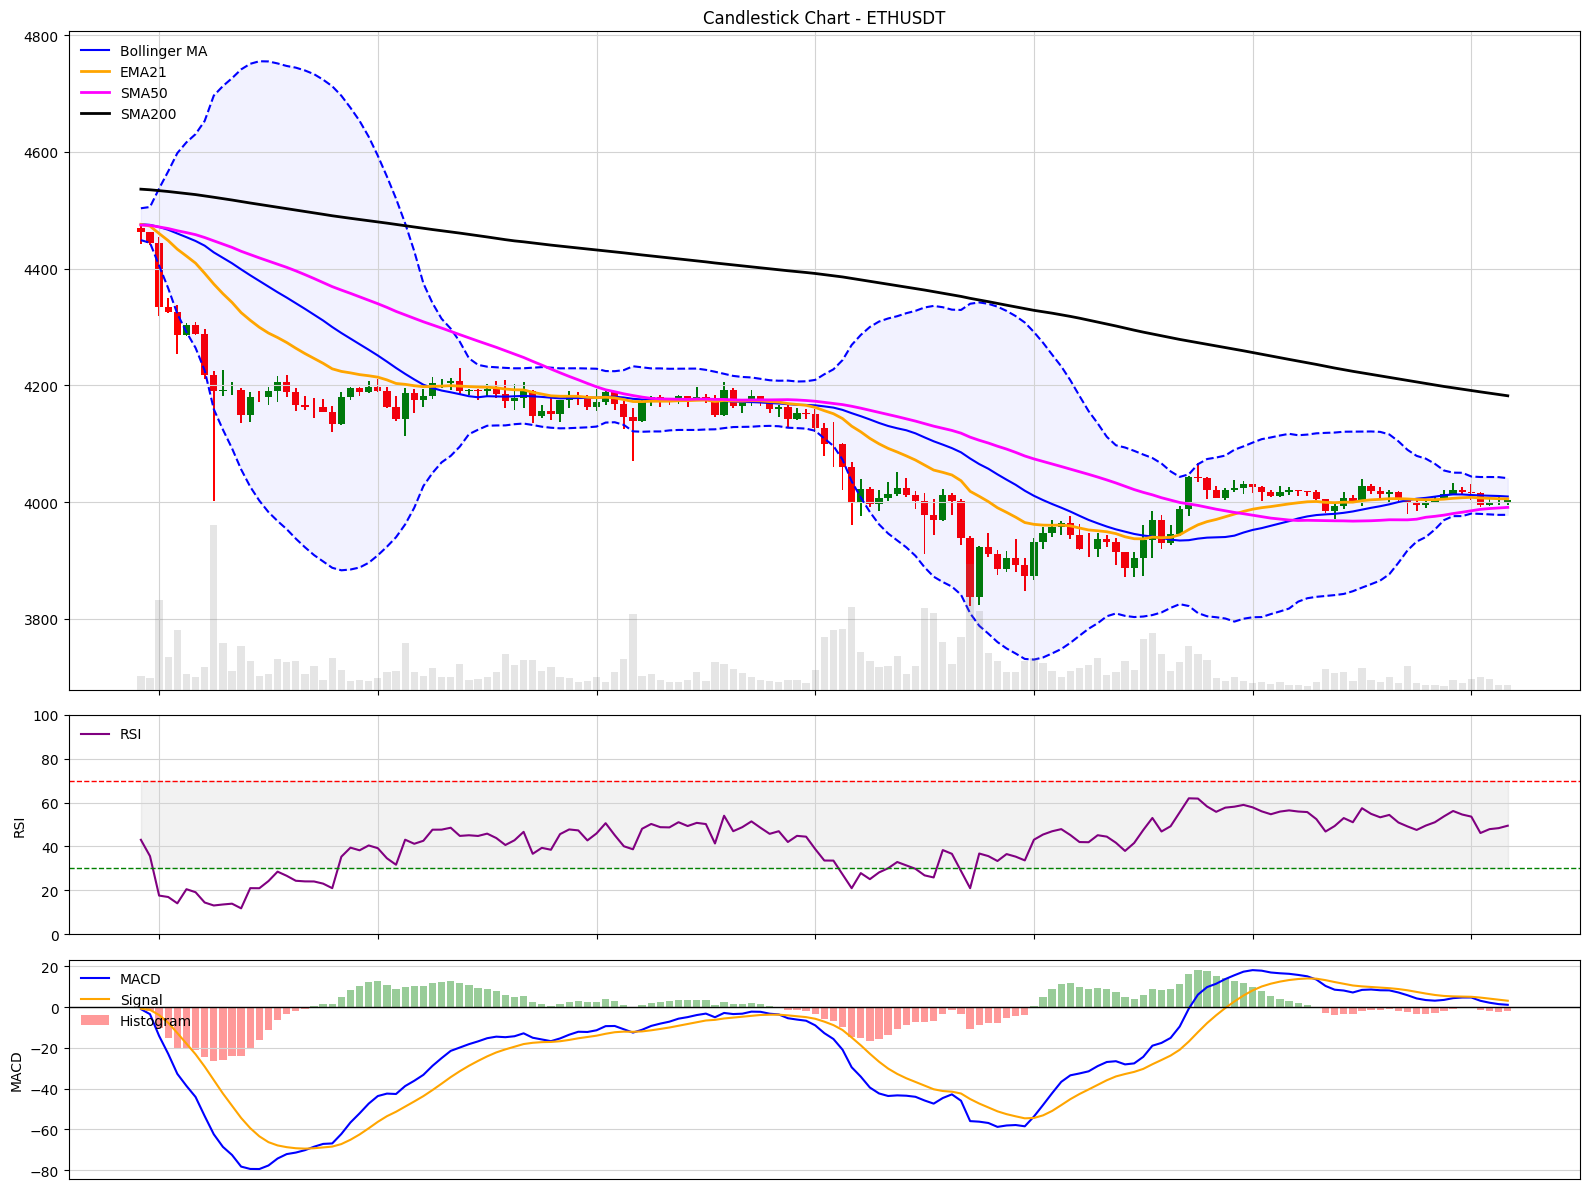 Candlestick Chart - ETHUSDT
4800
4600
4400
4200
4000
3800
Bollinger MA
EMA21
SMA50
SMA200
100
80
60
40
20
0
RSI
RSI
20
0
−20
−40
−60
−80
MACD
MACD
Signal
Histogram